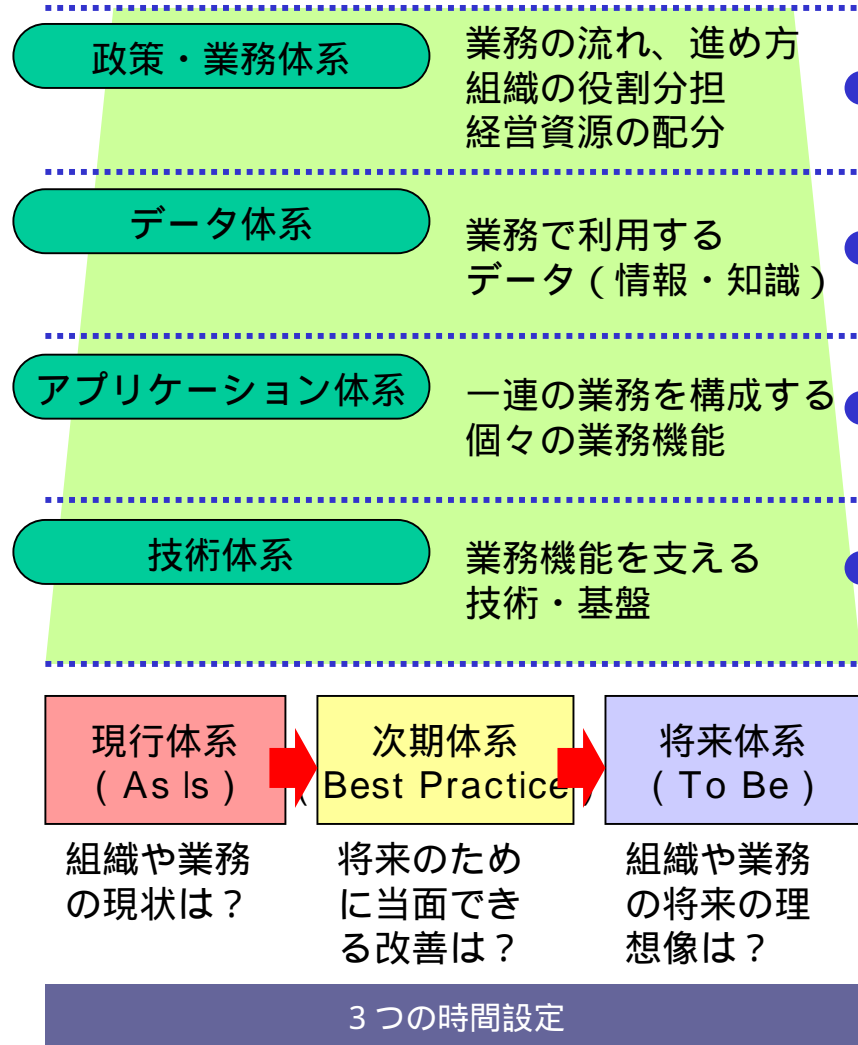 政策・業務体系
業務の流れ、進め方
組織の役割分担
経営資源の配分
データ体系
業務で利用する
データ（情報・知識）
アプリケーション体系
一連の業務を構成する
個々の業務機能
技術体系
業務機能を支える
技術・基盤
現行体系
（As Is）
次期体系
（Best Practice）
将来体系
（To Be）
組織や業務
の現状は？
将来のため
に当面でき
る改善は？
組織や業務
の将来の理
想像は？
３つの時間設定